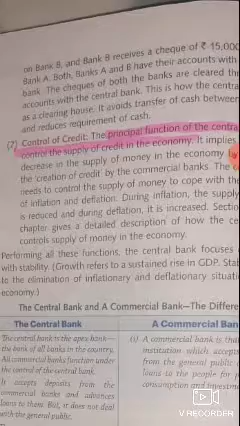 on Bank B, and Bank B receives a cheque of ₹ 15,000
Bank A. Both, Banks A and B have their accounts with
bank. The cheques of both the banks are cleared thr
accounts with the central bank. This is how the centra
as a clearing house. It avoids transfer of cash between
and reduces requirement of cash.
(7) Control of Credit: The principal function of the centra
control the supply of credit in the economy. It implies
decrease in the supply of money in the economy by
the creation of credit by the commercial banks. The
needs to control the supply of money to cope with the
of inflation and deflation. During inflation, the supply
is reduced and during deflation, it is increased. Sectio
chapter gives a detailed description of how the ce
controls supply of money in the economy.
Performing all these functions, the central bank focuses
with stability. (Growth refers to a sustained rise in GDP. Stab
to the elimination of inflationary and deflationary situati
economy.)
The Central Bank and A Commercial Bank—The Differe
The Central Bank
A Commercial Ban
The central bank is the apex bank—
the bank of all banks in the country.
All commercial banks function under
the control of the central bank.
It accepts deposits from the
commercial banks and advances
loans to them. But, it does not deal
with the general public.
(i) A commercial bank is that
institution which accepts
from the general public
loans to the people for p
consumption and investme
V RECORDER